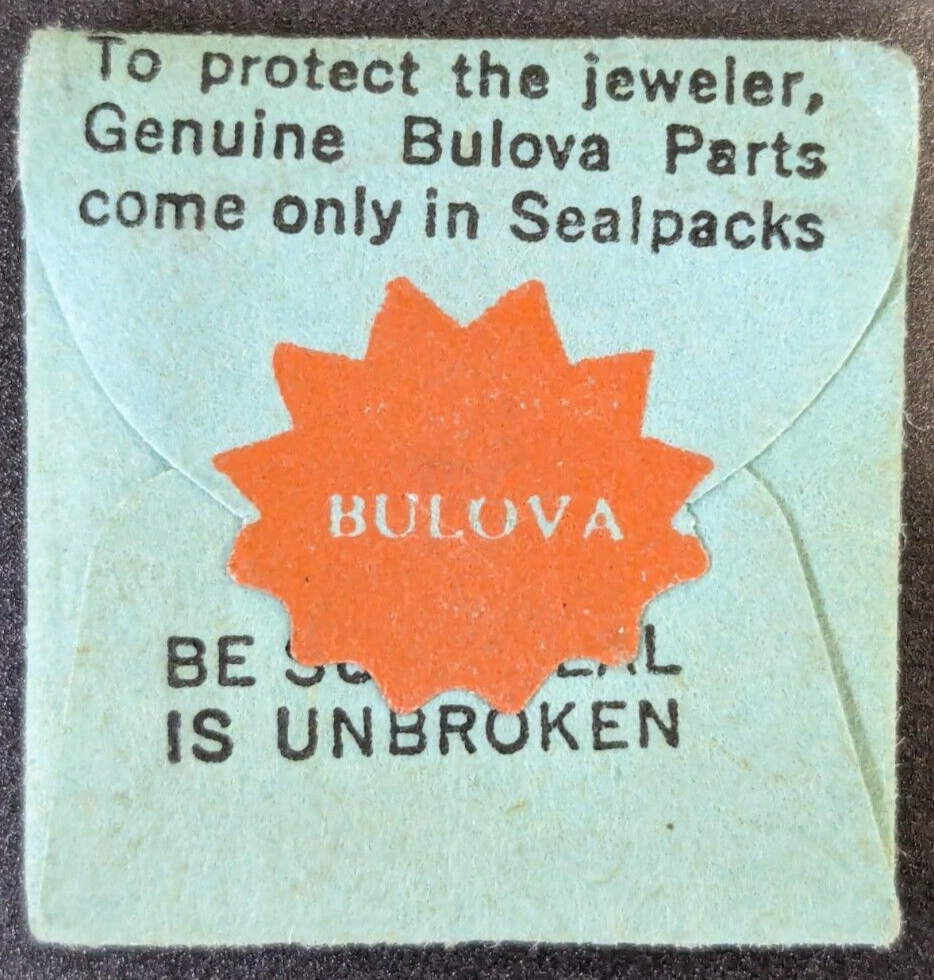 To protect the jeweler,
Genuine Bulova Parts
come only in Sealpacks
BULOVA
BE
IS UNBROKEN